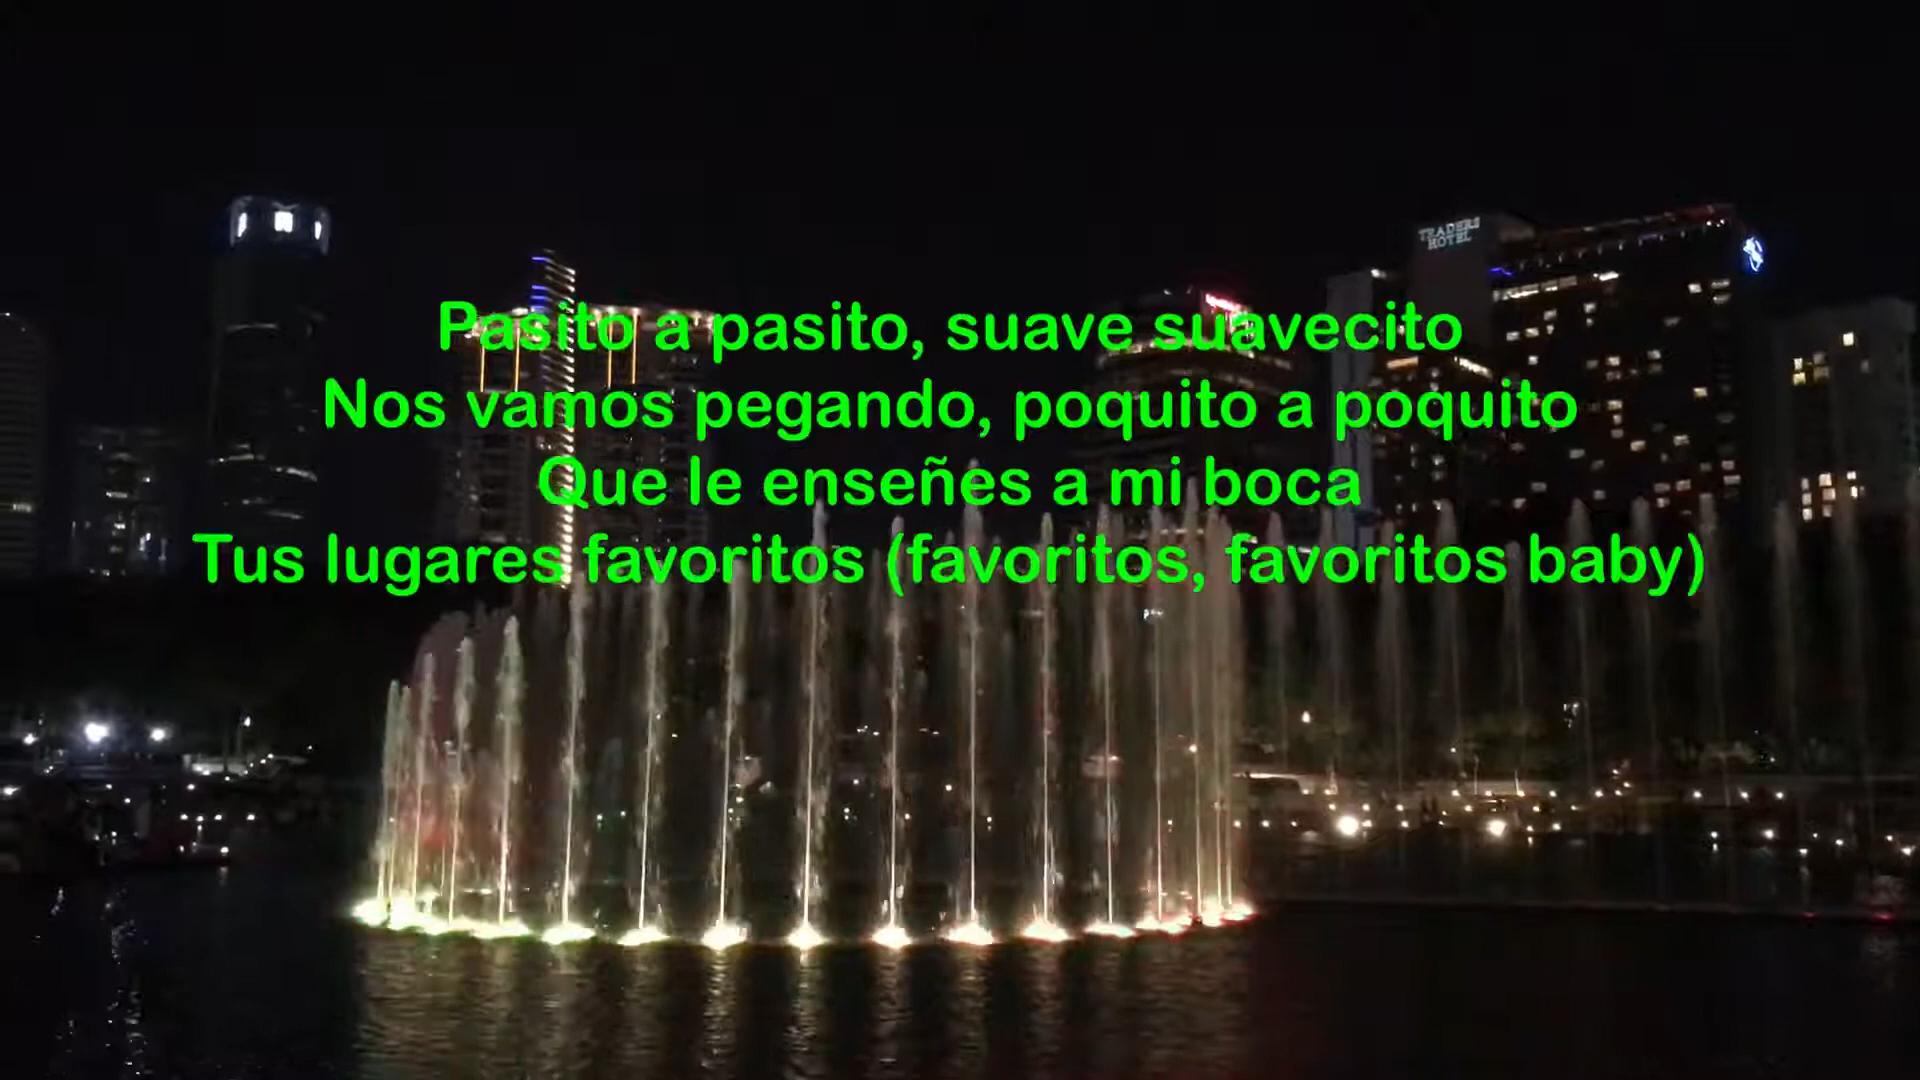 TRADERS
HOTEL
Pasito a pasito, suave suavecito
Nos vamos pegando, poquito a poquito
Que le enseñes a mi boca
Tus lugares favoritos (favoritos, favoritos baby)